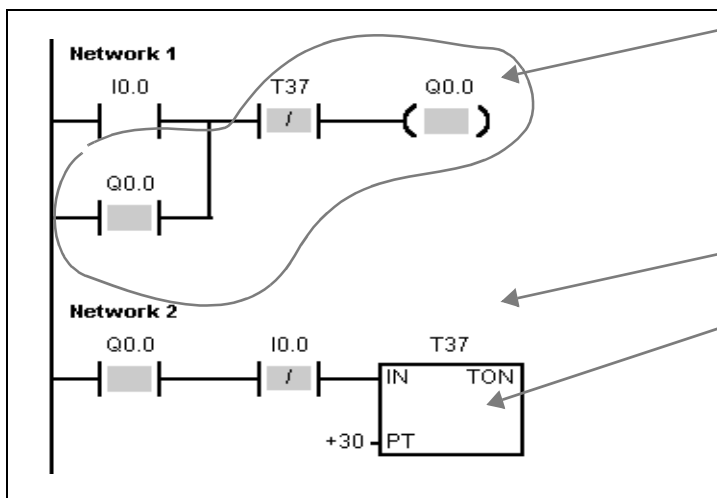 Network 1
I0.0 T37 Q0.0
/
Q0.0
Network 2
Q0.0 I0.0 T37
/ IN TON
+30 PT